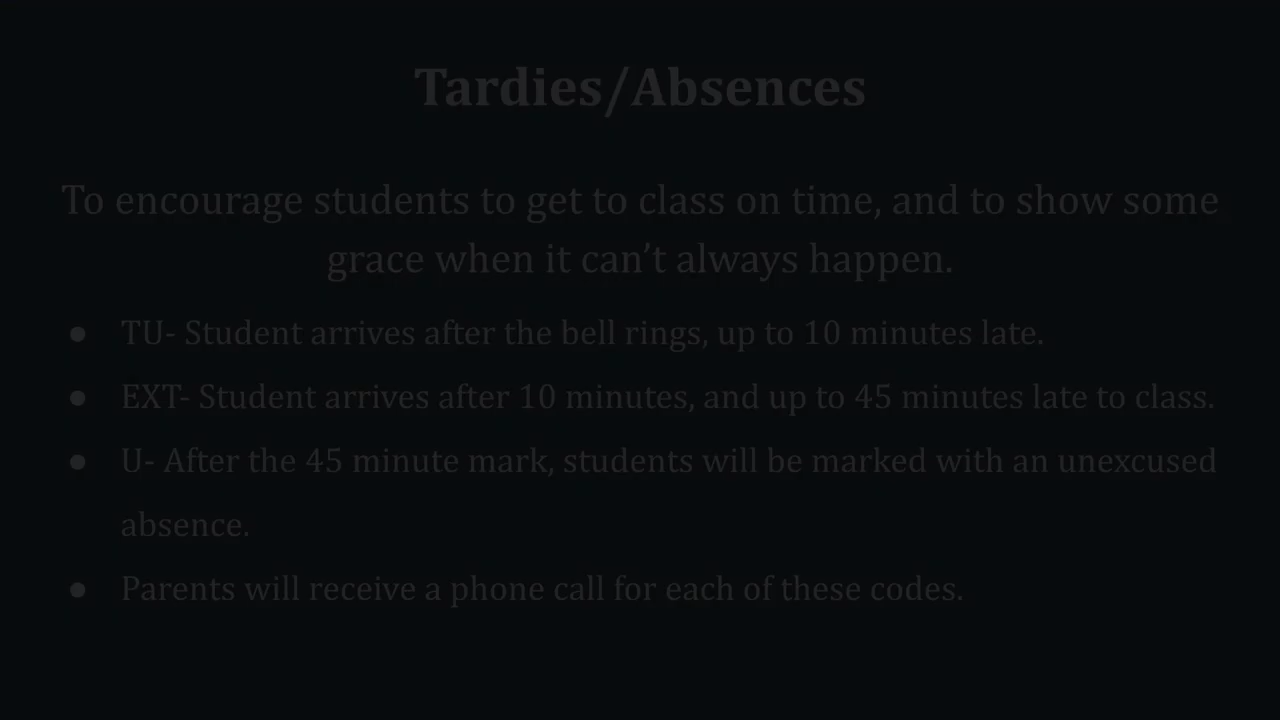 Tardies/Absences
To encourage students to get to class on time, and to show some
grace when it can’t always happen.
● TU- Student arrives after the bell rings, up to 10 minutes late.
● EXT- Student arrives after 10 minutes, and up to 45 minutes late to class.
● U- After the 45 minute mark, students will be marked with an unexcused
absence.
● Parents will receive a phone call for each of these codes.